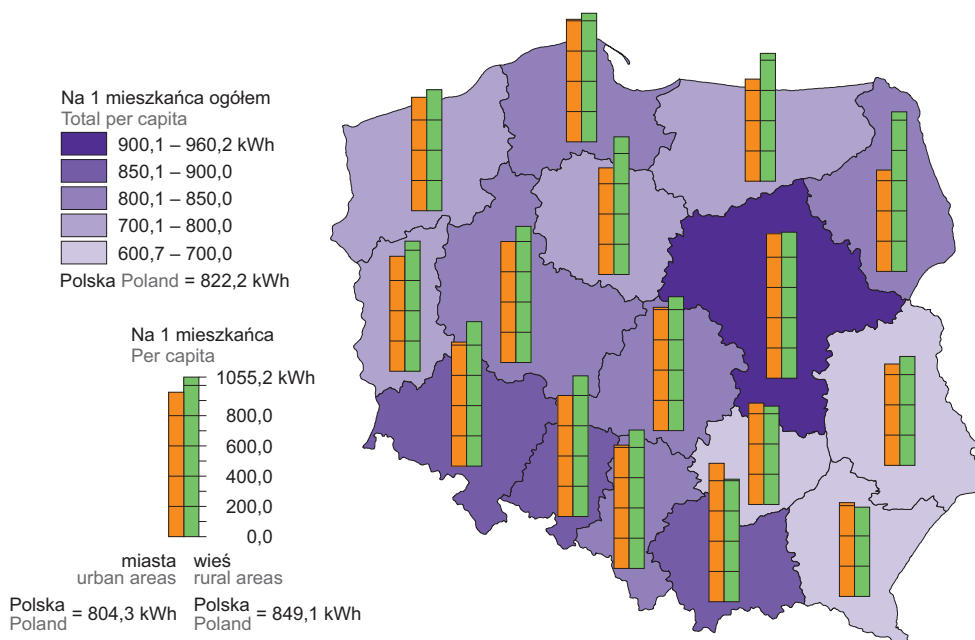 Na 1 mieszkańca ogółem
Total per capita
900,1 – 960,2 kWh
850,1 – 900,0
800,1 – 850,0
700,1 – 800,0
600,7 – 700,0
Polska Poland = 822,2 kWh
Na 1 mieszkańca
Per capita
1055,2 kWh
800,0
600,0
400,0
200,0
0,0
miasta wieś
urban areas rural areas
Polska Poland = 804,3 kWh Polska Poland = 849,1 kWh